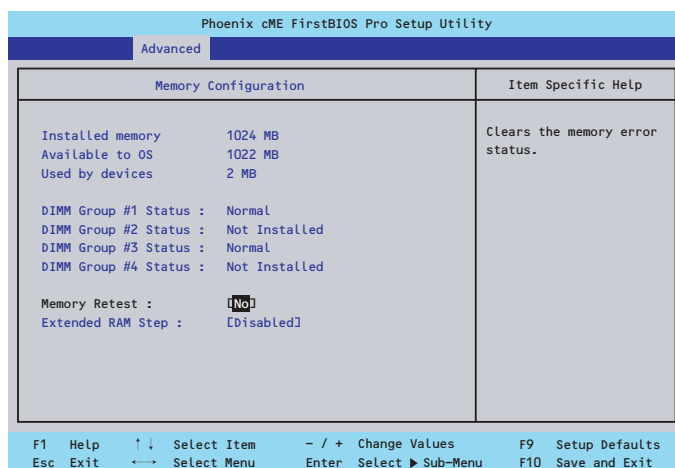 Phoenix cME FirstBIOS Pro Setup Utility
Advanced
Memory Configuration
Item Specific Help
Installed memory 1024 MB
Available to OS 1022 MB
Used by devices 2 MB
DIMM Group #1 Status : Normal
DIMM Group #2 Status : Not Installed
DIMM Group #3 Status : Normal
DIMM Group #4 Status : Not Installed
Memory Retest : [No]
Extended RAM Step : [Disabled]
Clears the memory error
status.
F1 Help ↑↓ Select Item - / + Change Values F9 Setup Defaults
Esc Exit ←→ Select Menu Enter Select ▶ Sub-Menu F10 Save and Exit